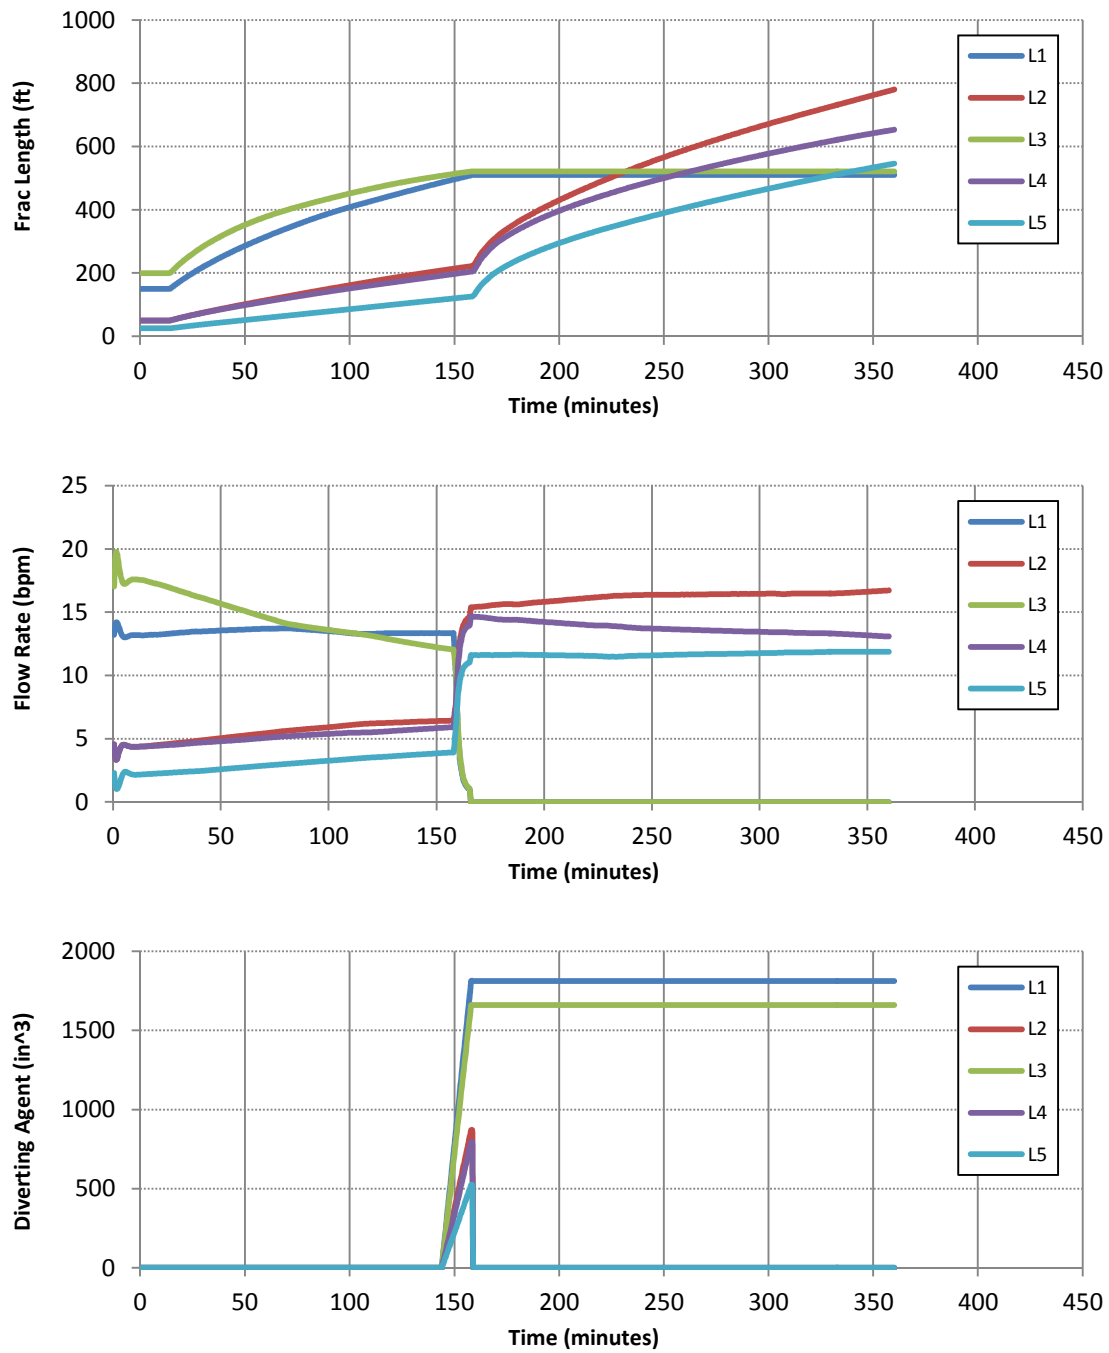 Frac Length (ft)
1000
800
600
400
200
0
0 50 100 150 200 250 300 350 400 450
Time (minutes)
L1
L2
L3
L4
L5
Flow Rate (bpm)
25
20
15
10
5
0
0 50 100 150 200 250 300 350 400 450
Time (minutes)
L1
L2
L3
L4
L5
Diverting Agent (in^3)
2000
1500
1000
500
0
0 50 100 150 200 250 300 350 400 450
Time (minutes)
L1
L2
L3
L4
L5